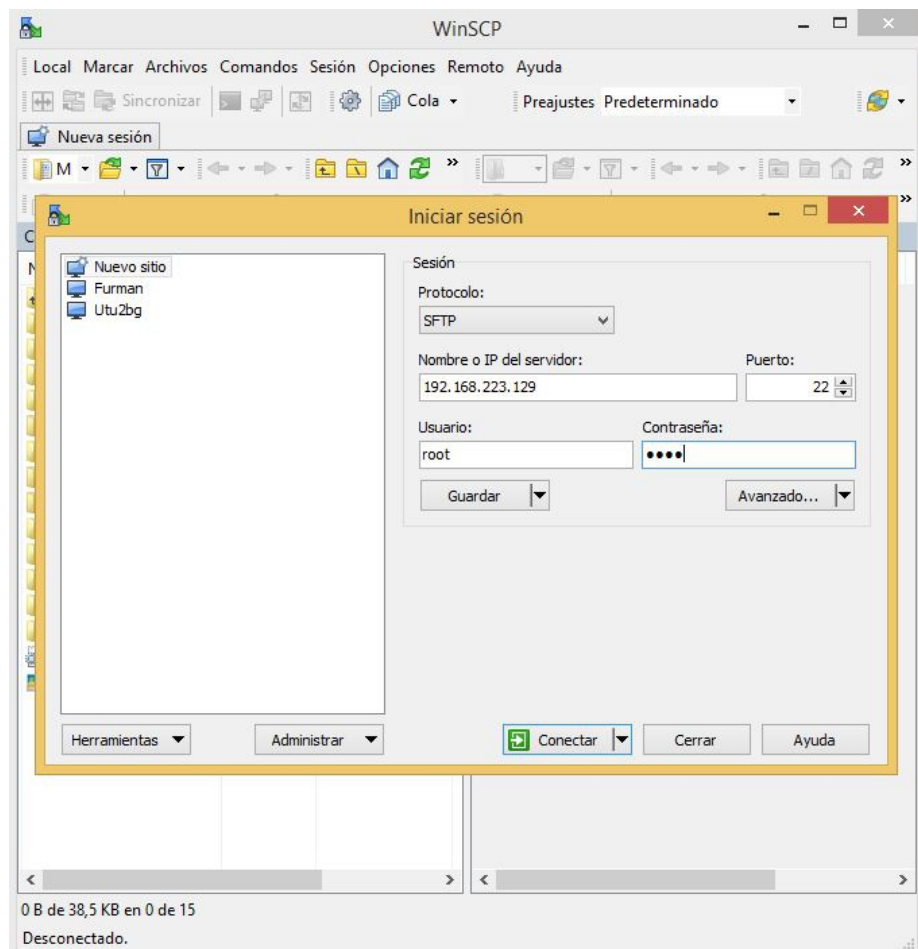 WinSCP
Local Marcar Archivos Comandos Sesión Opciones Remoto Ayuda
Sincronizar Cola Preajustes Predeterminado
Nueva sesión
M
Iniciar sesión
C
N
Nuevo sitio
Furman
Utu2bg
Sesión
Protocolo:
SFTP
Nombre o IP del servidor: Puerto:
192.168.223.129 22
Usuario: Contraseña:
root ••••
Guardar Avanzado...
Herramientas Administrar Conectar Cerrar Ayuda
0 B de 38,5 KB en 0 de 15
Desconectado.